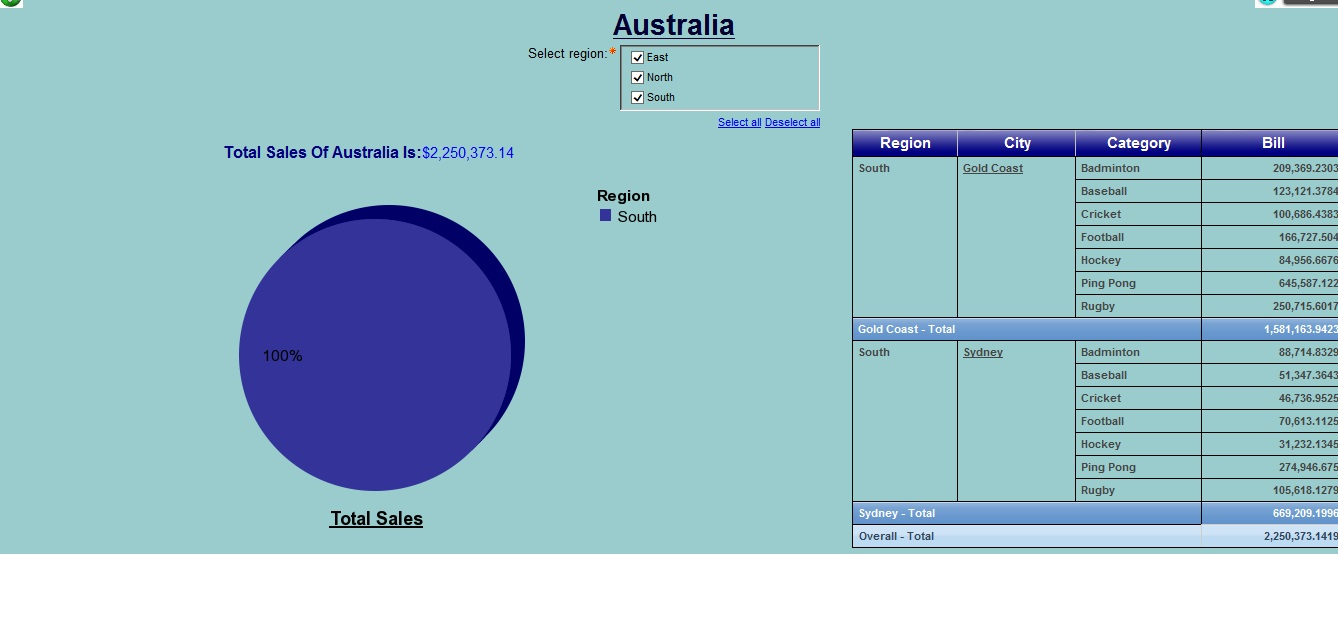 Australia
Select region:*
East
North
South
Select all Deselect all
Total Sales Of Australia Is:$2,250,373.14
Region
South
100%
Total Sales
Region City Category Bill
South Gold Coast Badminton 209,369.2303
Baseball 123,121.3784
Cricket 100,686.4383
Football 166,727.504
Hockey 84,956.6676
Ping Pong 645,587.122
Rugby 250,715.6017
Gold Coast - Total 1,581,163.9423
South Sydney Badminton 88,714.8329
Baseball 51,347.3643
Cricket 46,736.9525
Football 70,613.1125
Hockey 31,232.1345
Ping Pong 274,946.675
Rugby 105,618.1279
Sydney - Total 669,209.1996
Overall - Total 2,250,373.1419